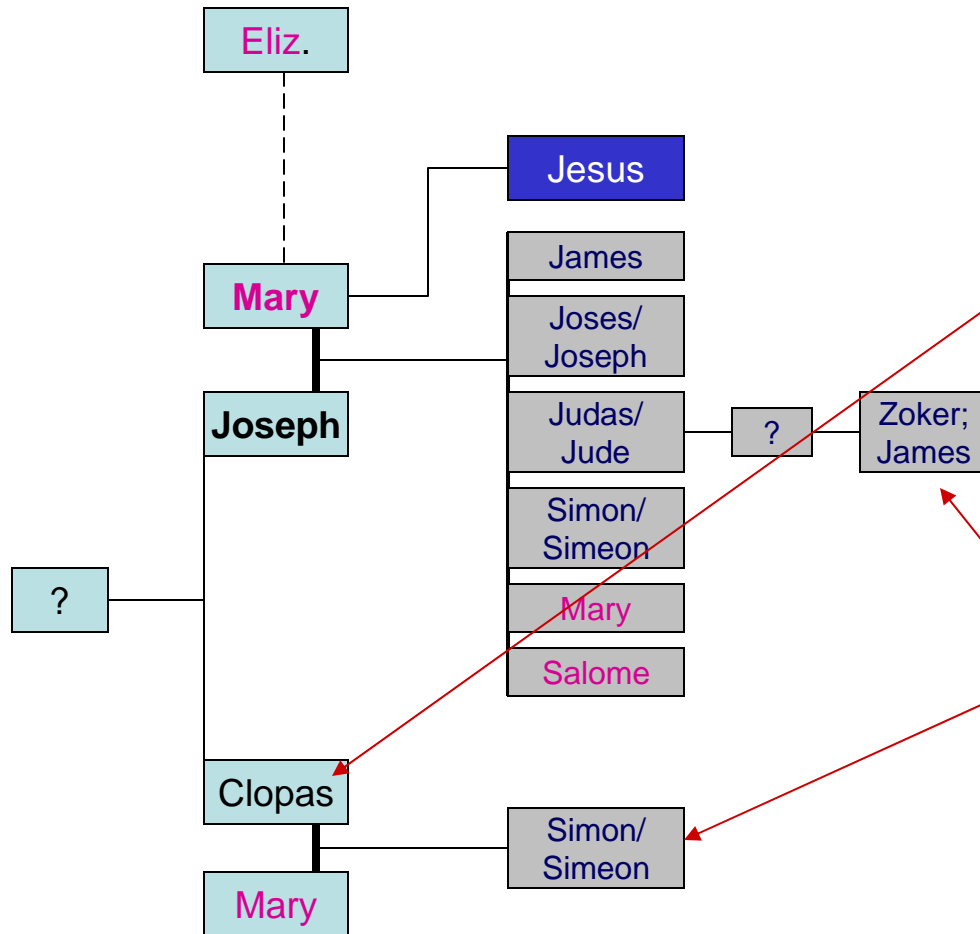 Eliz.
Jesus
James
Mary
Joses/
Joseph
Joseph
Judas/
Jude
?
Zoker;
James
Simon/
Simeon
?
Mary
Salome
Clopas
Simon/
Simeon
Mary